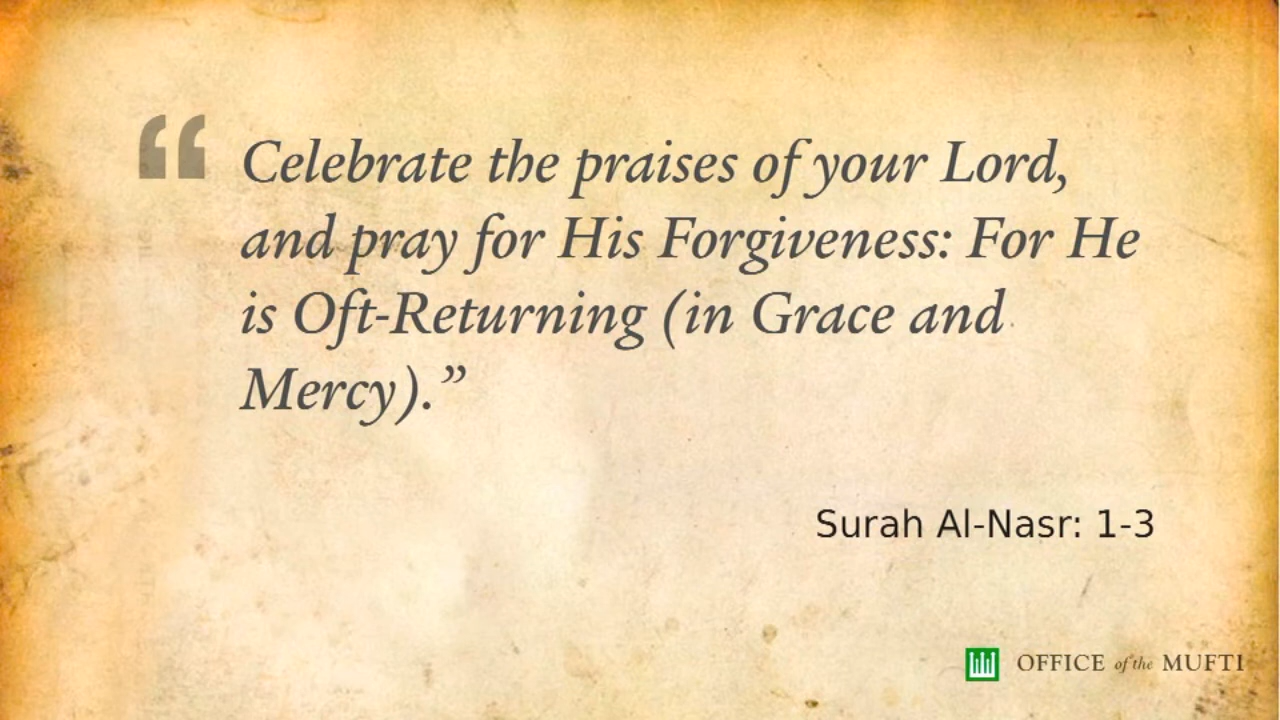 “ Celebrate the praises of your Lord,
and pray for His Forgiveness: For He
is Oft-Returning (in Grace and
Mercy).”
Surah Al-Nasr: 1-3
OFFICE of the MUFTI